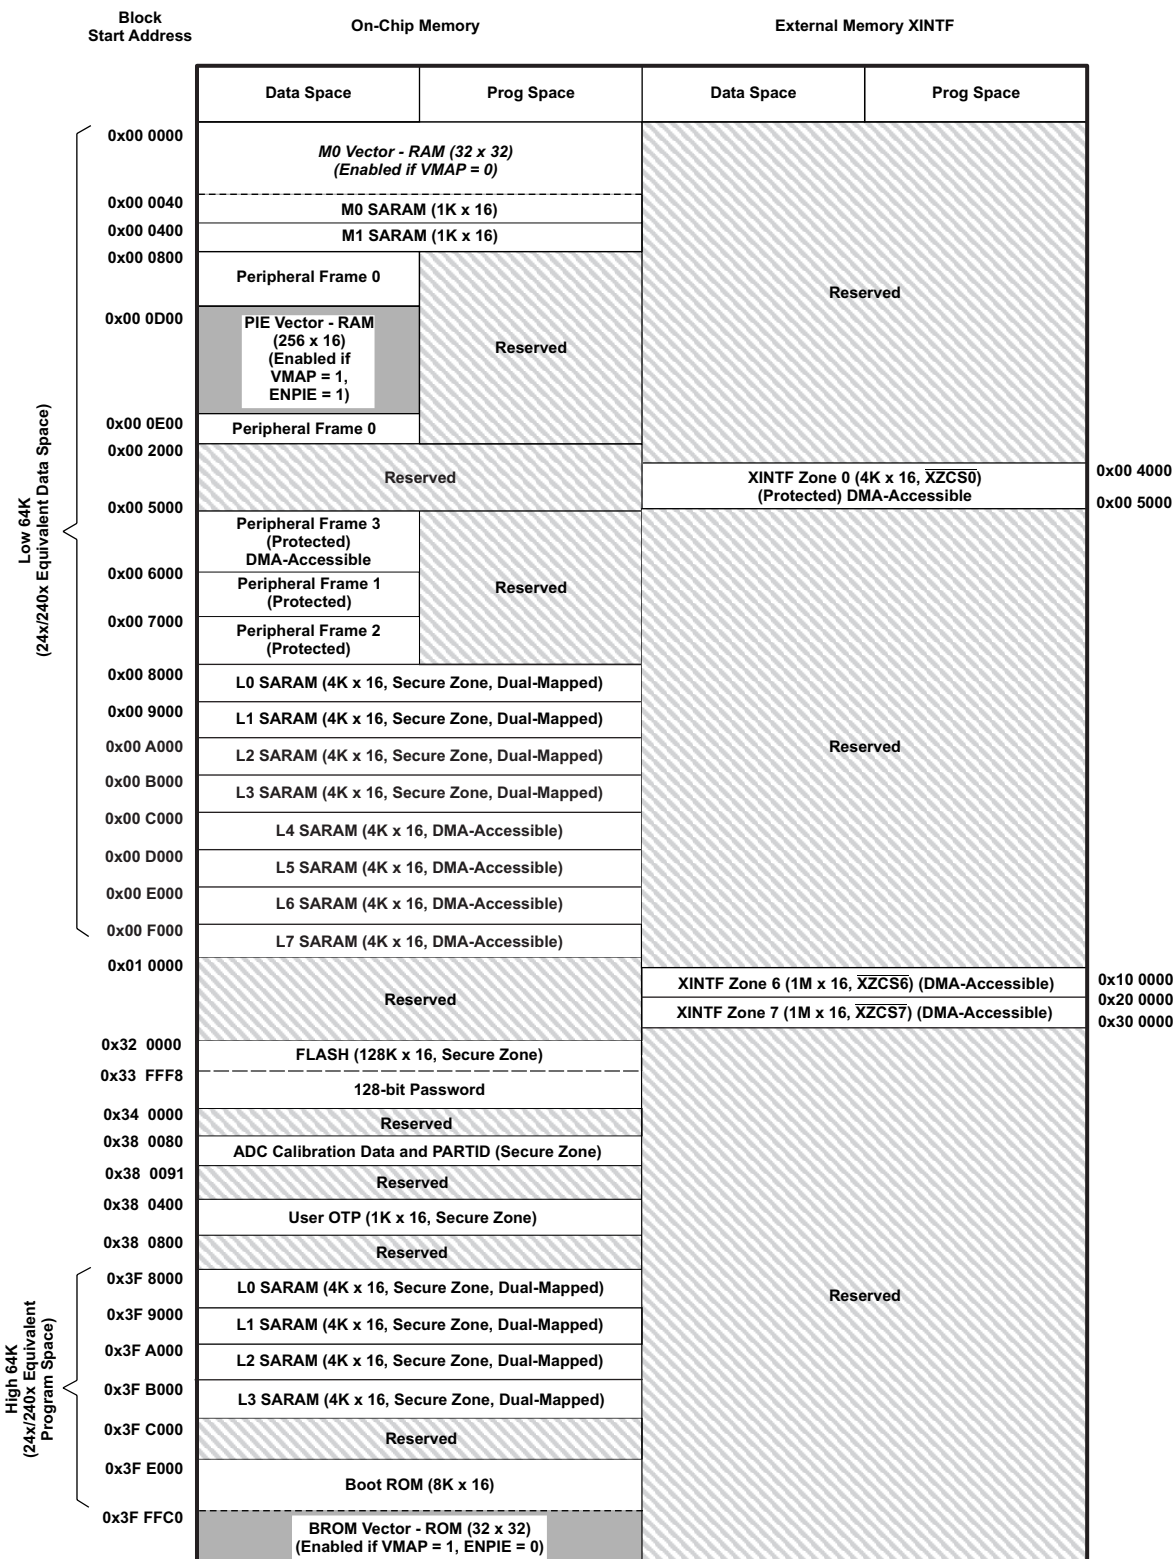 Block
Start Address
On-Chip Memory
External Memory XINTF
Data Space
Prog Space
Data Space
Prog Space
0x00 0000
M0 Vector - RAM (32 x 32)
(Enabled if VMAP = 0)
0x00 0040
M0 SARAM (1K x 16)
0x00 0400
M1 SARAM (1K x 16)
0x00 0800
Peripheral Frame 0
Reserved
0x00 0D00
PIE Vector - RAM
(256 x 16)
(Enabled if
VMAP = 1,
ENPIE = 1)
Reserved
0x00 0E00
Peripheral Frame 0
0x00 2000
Reserved
XINTF Zone 0 (4K x 16, XZCS0)
(Protected) DMA-Accessible
0x00 4000
0x00 5000
0x00 5000
Peripheral Frame 3
(Protected)
DMA-Accessible
0x00 6000
Peripheral Frame 1
(Protected)
Reserved
0x00 7000
Peripheral Frame 2
(Protected)
Low 64K
(24x/240x Equivalent Data Space)
0x00 8000
L0 SARAM (4K x 16, Secure Zone, Dual-Mapped)
0x00 9000
L1 SARAM (4K x 16, Secure Zone, Dual-Mapped)
0x00 A000
L2 SARAM (4K x 16, Secure Zone, Dual-Mapped)
Reserved
0x00 B000
L3 SARAM (4K x 16, Secure Zone, Dual-Mapped)
0x00 C000
L4 SARAM (4K x 16, DMA-Accessible)
0x00 D000
L5 SARAM (4K x 16, DMA-Accessible)
0x00 E000
L6 SARAM (4K x 16, DMA-Accessible)
0x00 F000
L7 SARAM (4K x 16, DMA-Accessible)
0x01 0000
Reserved
XINTF Zone 6 (1M x 16, XZCS6) (DMA-Accessible)
0x10 0000
XINTF Zone 7 (1M x 16, XZCS7) (DMA-Accessible)
0x20 0000
0x30 0000
0x32 0000
FLASH (128K x 16, Secure Zone)
0x33 FFF8
128-bit Password
0x34 0000
Reserved
0x38 0080
ADC Calibration Data and PARTID (Secure Zone)
0x38 0091
Reserved
0x38 0400
User OTP (1K x 16, Secure Zone)
0x38 0800
Reserved
0x3F 8000
L0 SARAM (4K x 16, Secure Zone, Dual-Mapped)
Reserved
0x3F 9000
L1 SARAM (4K x 16, Secure Zone, Dual-Mapped)
0x3F A000
L2 SARAM (4K x 16, Secure Zone, Dual-Mapped)
High 64K
(24x/240x Equivalent
Program Space)
0x3F B000
L3 SARAM (4K x 16, Secure Zone, Dual-Mapped)
0x3F C000
Reserved
0x3F E000
Boot ROM (8K x 16)
0x3F FFC0
BROM Vector - ROM (32 x 32)
(Enabled if VMAP = 1, ENPIE = 0)